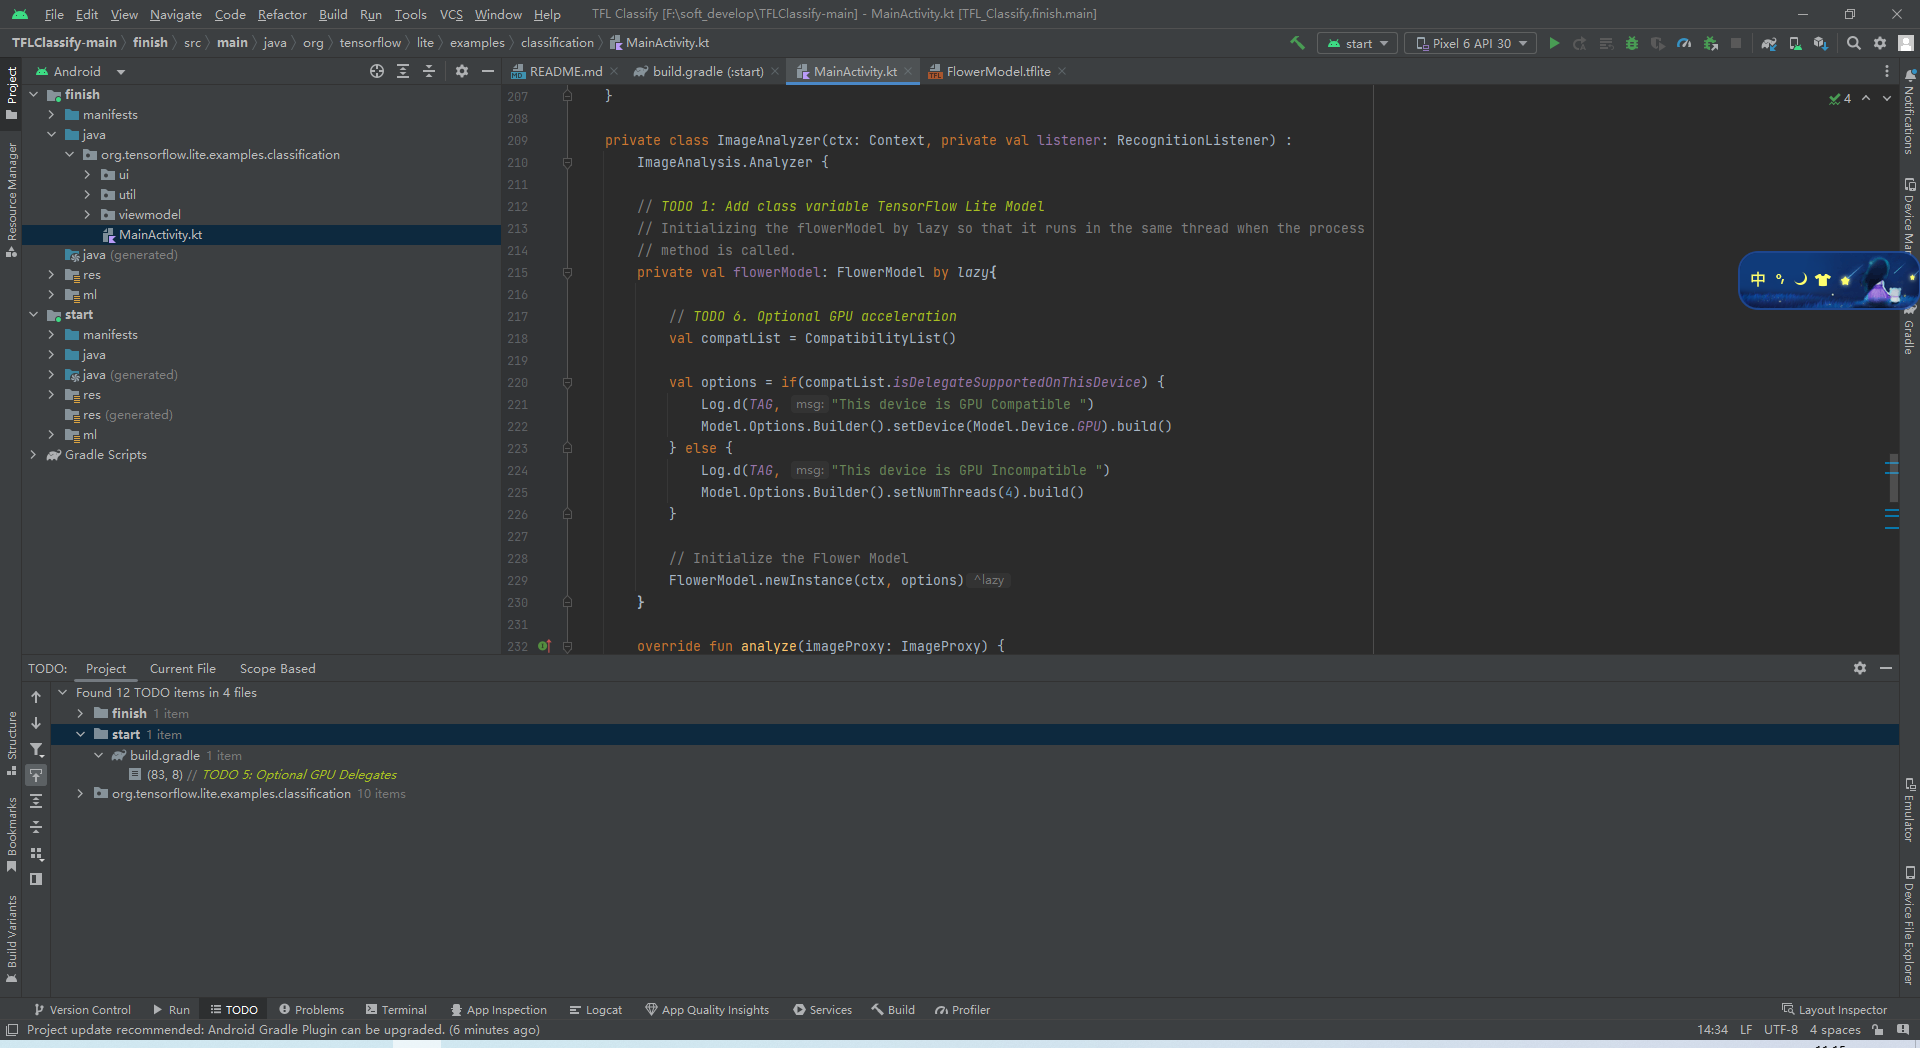 File Edit View Navigate Code Refactor Build Run Tools VCS Window Help TFL Classify [F:\soft_develop\TFLClassify-main] - MainActivity.kt [TFL_Classify.finish.main]
TFLClassify-main finish src main java org tensorflow lite examples classification MainActivity.kt start Pixel 6 API 30
Android README.md build.gradle (:start) MainActivity.kt FlowerModel.tflite
Project
Resource Manager
finish
manifests
java
org.tensorflow.lite.examples.classification
ui
util
viewmodel
MainActivity.kt
java (generated)
res
ml
start
manifests
java
java (generated)
res
res (generated)
ml
Gradle Scripts
4
207 }
208
209 private class ImageAnalyzer(ctx: Context, private val listener: RecognitionListener) :
210 ImageAnalysis.Analyzer {
211
212 // TODO 1: Add class variable TensorFlow Lite Model
213 // Initializing the flowerModel by lazy so that it runs in the same thread when the process
214 // method is called.
215 private val flowerModel: FlowerModel by lazy{
216
217 // TODO 6. Optional GPU acceleration
218 val compatList = CompatibilityList()
219
220 val options = if(compatList.isDelegateSupportedOnThisDevice) {
221 Log.d(TAG, msg: "This device is GPU Compatible ")
222 Model.Options.Builder().setDevice(Model.Device.GPU).build()
223 } else {
224 Log.d(TAG, msg: "This device is GPU Incompatible ")
225 Model.Options.Builder().setNumThreads(4).build()
226 }
227
228 // Initialize the Flower Model
229 FlowerModel.newInstance(ctx, options) ^lazy
230 }
231
232 override fun analyze(imageProxy: ImageProxy) {
Notifications
Device Ma
中
Gradle
TODO: Project Current File Scope Based
Found 12 TODO items in 4 files
finish 1 item
start 1 item
build.gradle 1 item
(83, 8) // TODO 5: Optional GPU Delegates
org.tensorflow.lite.examples.classification 10 items
Structure
Bookmarks
Build Variants
Emulator
Device File Explorer
Version Control Run TODO Problems Terminal App Inspection Logcat App Quality Insights Services Build Profiler Layout Inspector
Project update recommended: Android Gradle Plugin can be upgraded. (6 minutes ago) 14:34 LF UTF-8 4 spaces